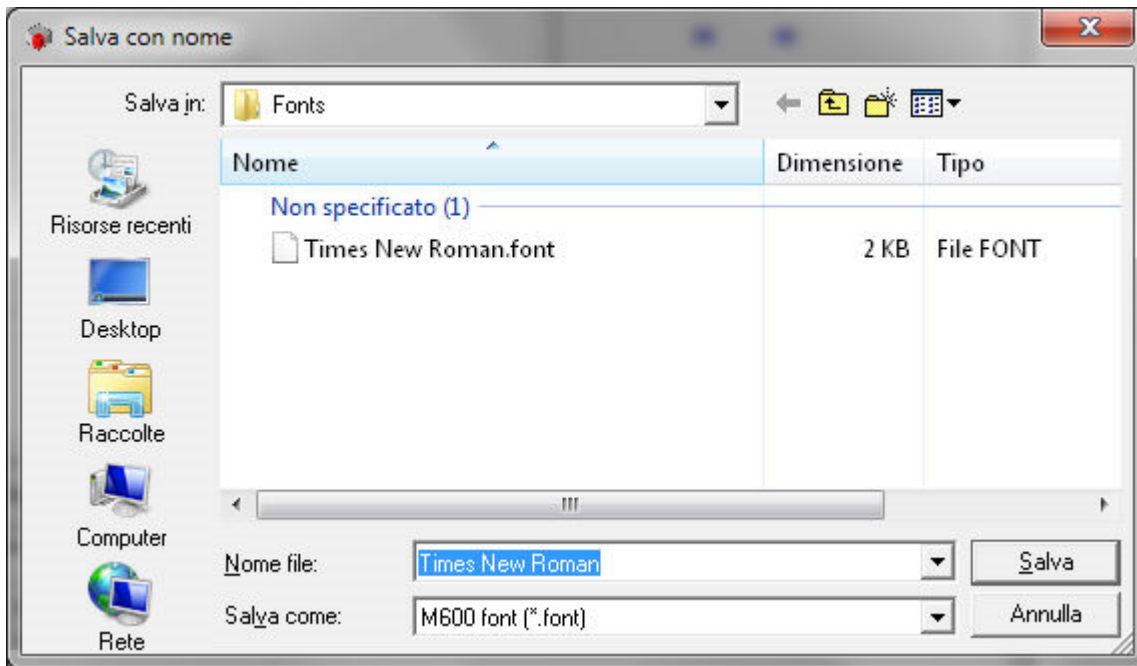 Salva con nome
Salva in: Fonts
Nome Dimensione Tipo
Non specificato (1)
Times New Roman.font 2 KB File FONT
Risorse recenti
Desktop
Raccolte
Computer
Rete
Nome file: Times New Roman Salva
Salva come: M600 font (*.font) Annulla